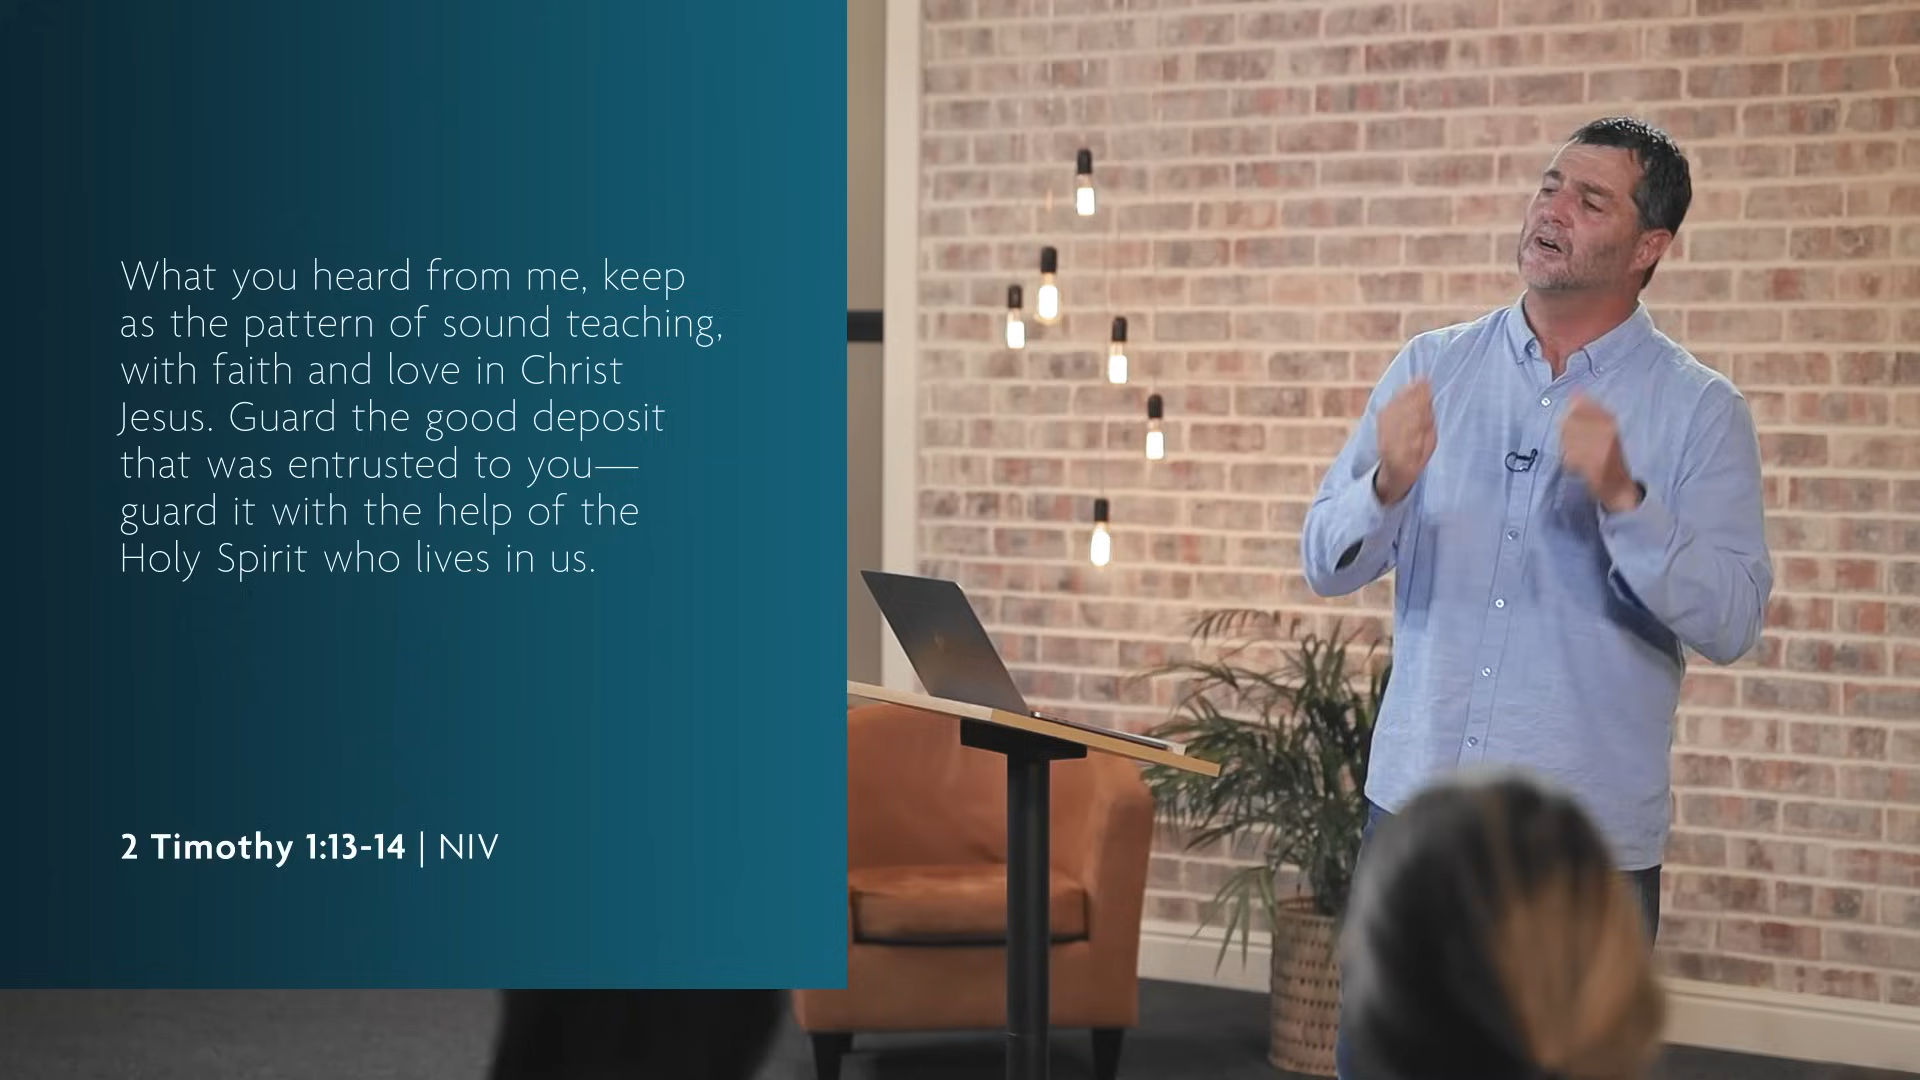 What you heard from me, keep
as the pattern of sound teaching,
with faith and love in Christ
Jesus. Guard the good deposit
that was entrusted to you—
guard it with the help of the
Holy Spirit who lives in us.
2 Timothy 1:13-14 | NIV